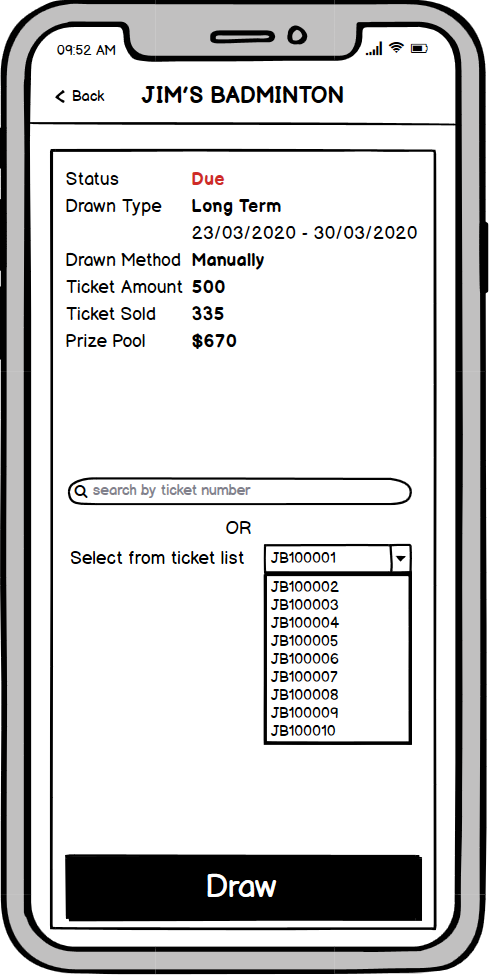 09:52 AM
Back JIM'S BADMINTON
Status Due
Drawn Type Long Term
23/03/2020 - 30/03/2020
Drawn Method Manually
Ticket Amount 500
Ticket Sold 335
Prize Pool $670
search by ticket number
OR
Select from ticket list JB100001
JB100002
JB100003
JB100004
JB100005
JB100006
JB100007
JB100008
JB100009
JB100010
Draw